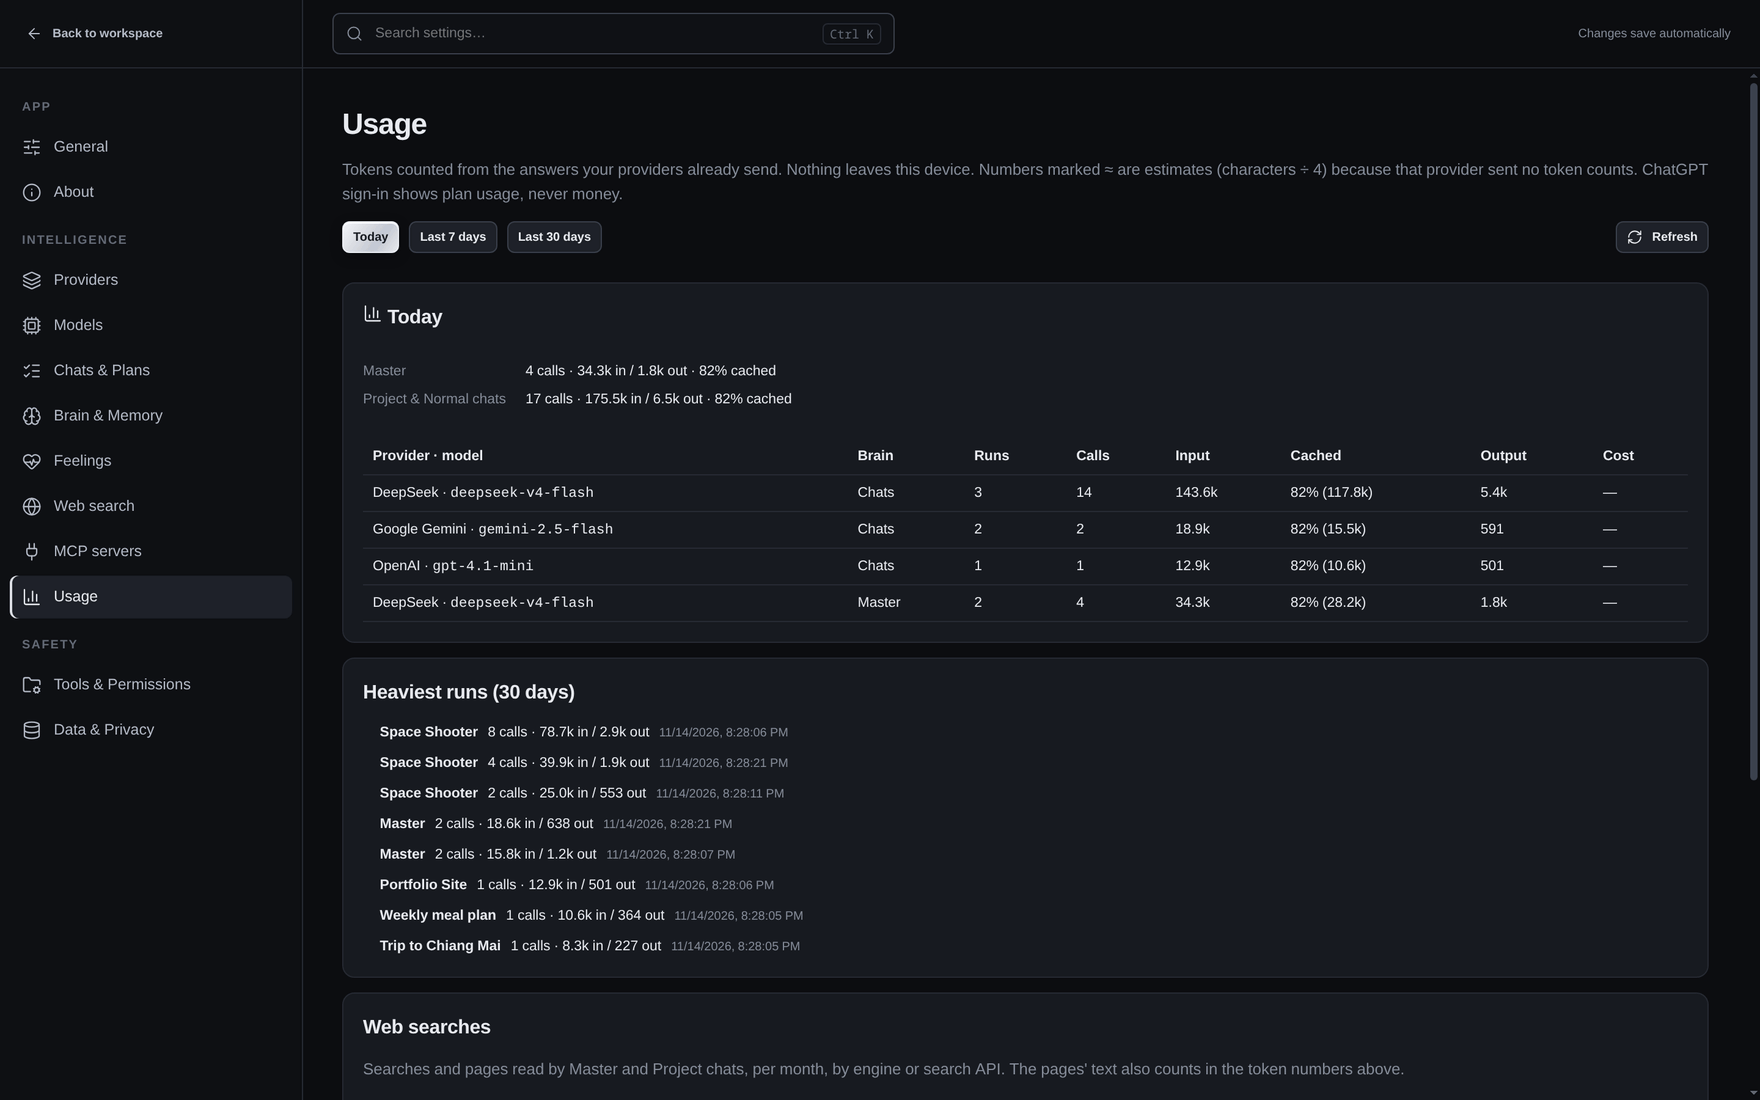 Back to workspace
Search settings…
Ctrl K
Changes save automatically
APP
General
About
INTELLIGENCE
Providers
Models
Chats & Plans
Brain & Memory
Feelings
Web search
MCP servers
Usage
SAFETY
Tools & Permissions
Data & Privacy
Usage
Tokens counted from the answers your providers already send. Nothing leaves this device. Numbers marked ≈ are estimates (characters ÷ 4) because that provider sent no token counts. ChatGPT
sign-in shows plan usage, never money.
Today
Last 7 days
Last 30 days
Refresh
Today
Master 4 calls · 34.3k in / 1.8k out · 82% cached
Project & Normal chats 17 calls · 175.5k in / 6.5k out · 82% cached
Provider · model Brain Runs Calls Input Cached Output Cost
DeepSeek · deepseek-v4-flash Chats 3 14 143.6k 82% (117.8k) 5.4k —
Google Gemini · gemini-2.5-flash Chats 2 2 18.9k 82% (15.5k) 591 —
OpenAI · gpt-4.1-mini Chats 1 1 12.9k 82% (10.6k) 501 —
DeepSeek · deepseek-v4-flash Master 2 4 34.3k 82% (28.2k) 1.8k —
Heaviest runs (30 days)
Space Shooter 8 calls · 78.7k in / 2.9k out 11/14/2026, 8:28:06 PM
Space Shooter 4 calls · 39.9k in / 1.9k out 11/14/2026, 8:28:21 PM
Space Shooter 2 calls · 25.0k in / 553 out 11/14/2026, 8:28:11 PM
Master 2 calls · 18.6k in / 638 out 11/14/2026, 8:28:21 PM
Master 2 calls · 15.8k in / 1.2k out 11/14/2026, 8:28:07 PM
Portfolio Site 1 calls · 12.9k in / 501 out 11/14/2026, 8:28:06 PM
Weekly meal plan 1 calls · 10.6k in / 364 out 11/14/2026, 8:28:05 PM
Trip to Chiang Mai 1 calls · 8.3k in / 227 out 11/14/2026, 8:28:05 PM
Web searches
Searches and pages read by Master and Project chats, per month, by engine or search API. The pages' text also counts in the token numbers above.